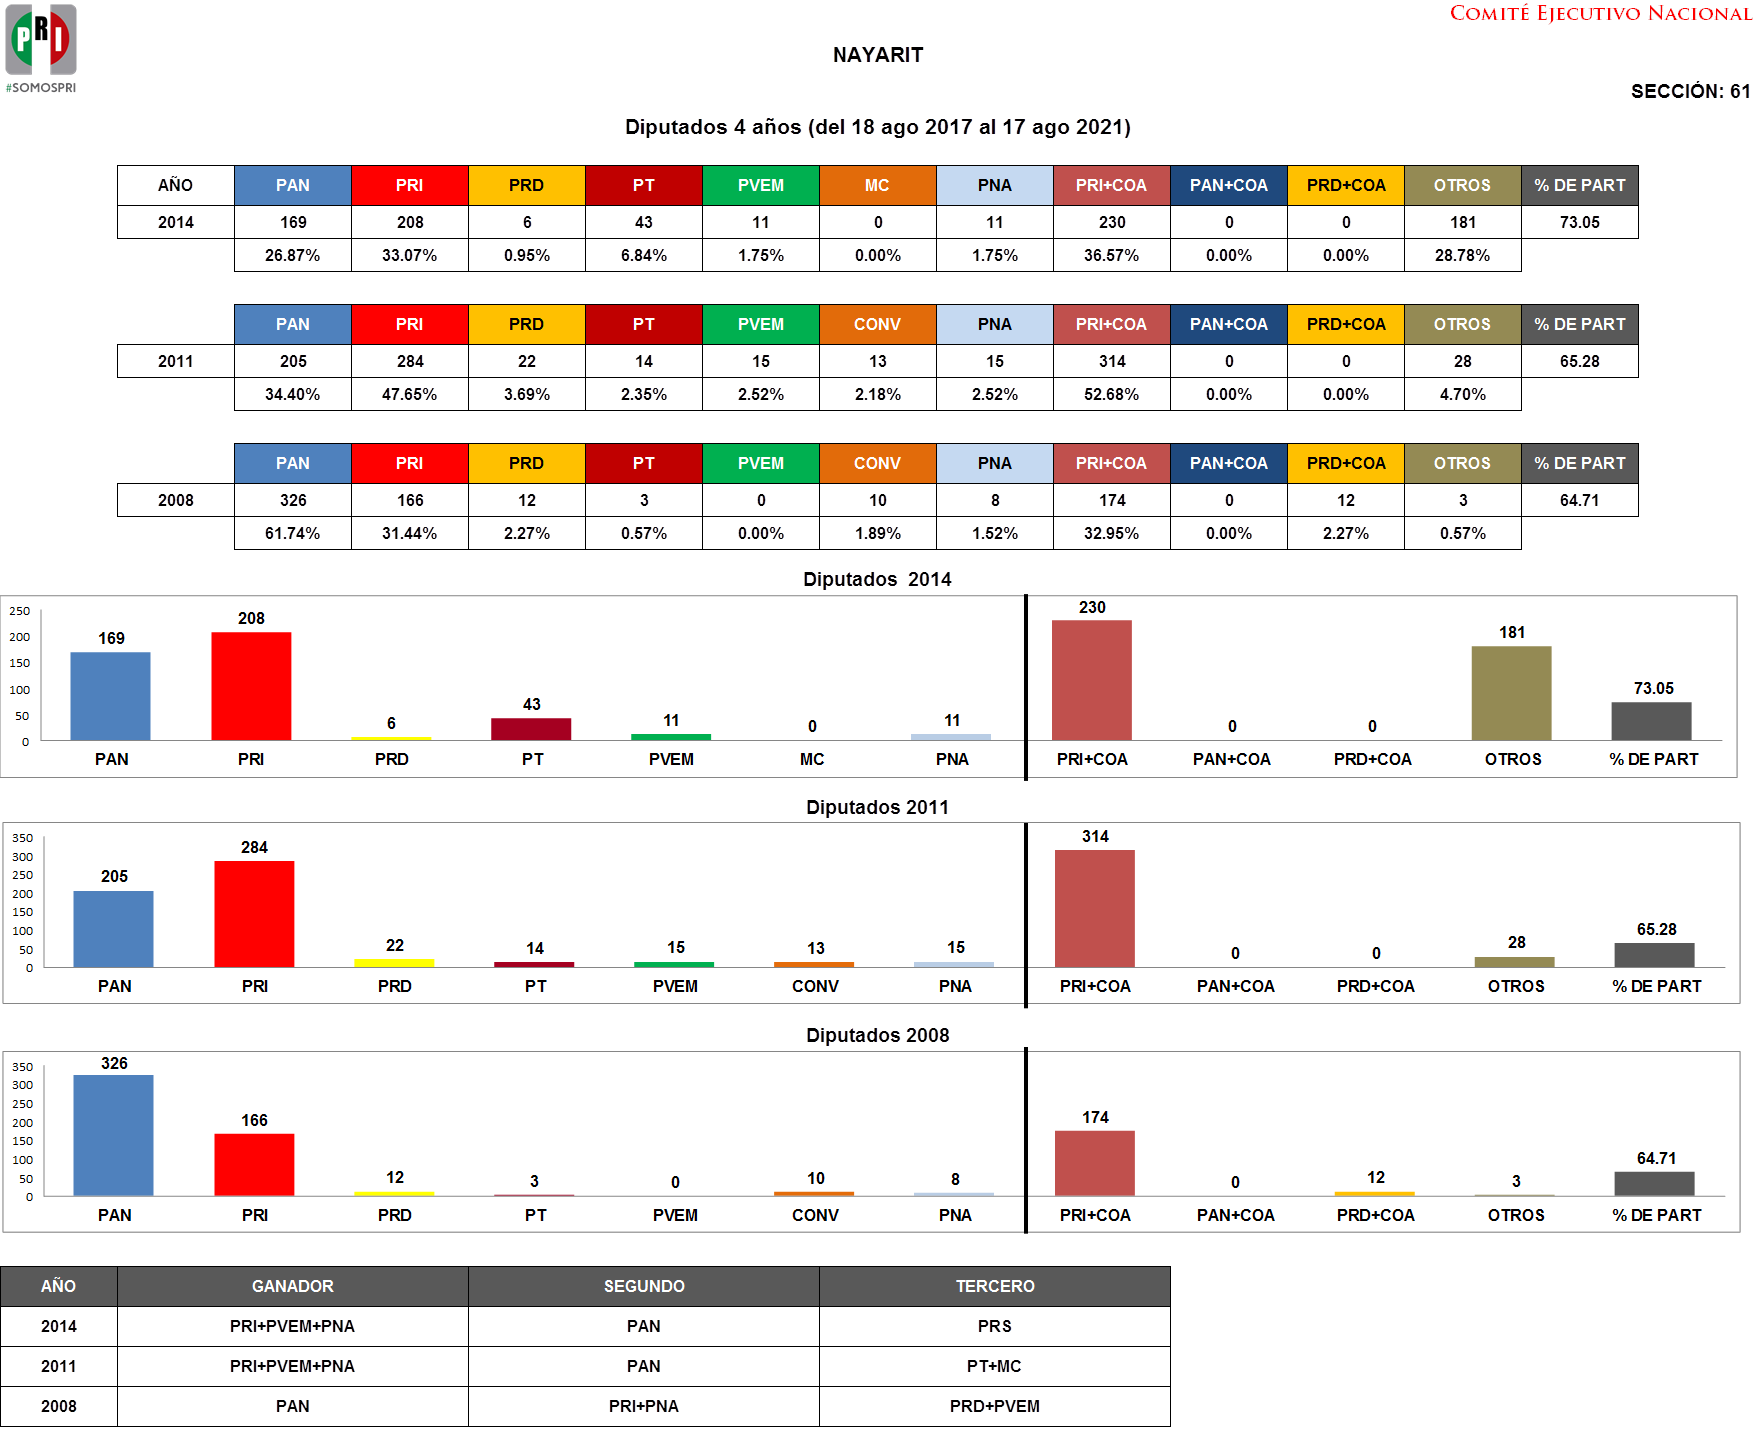 COMITÉ EJECUTIVO NACIONAL
PRI
#SOMOSPRI
NAYARIT
SECCIÓN: 61
Diputados 4 años (del 18 ago 2017 al 17 ago 2021)
AÑO PAN PRI PRD PT PVEM MC PNA PRI+COA PAN+COA PRD+COA OTROS % DE PART
2014 169 208 6 43 11 0 11 230 0 0 181 73.05
26.87% 33.07% 0.95% 6.84% 1.75% 0.00% 1.75% 36.57% 0.00% 0.00% 28.78%
PAN PRI PRD PT PVEM CONV PNA PRI+COA PAN+COA PRD+COA OTROS % DE PART
2011 205 284 22 14 15 13 15 314 0 0 28 65.28
34.40% 47.65% 3.69% 2.35% 2.52% 2.18% 2.52% 52.68% 0.00% 0.00% 4.70%
PAN PRI PRD PT PVEM CONV PNA PRI+COA PAN+COA PRD+COA OTROS % DE PART
2008 326 166 12 3 0 10 8 174 0 12 3 64.71
61.74% 31.44% 2.27% 0.57% 0.00% 1.89% 1.52% 32.95% 0.00% 2.27% 0.57%
Diputados 2014
250
200
150
100
50
0
169 208 6 43 11 0 11 230 0 0 181 73.05
PAN PRI PRD PT PVEM MC PNA PRI+COA PAN+COA PRD+COA OTROS % DE PART
Diputados 2011
350
300
250
200
150
100
50
0
205 284 22 14 15 13 15 314 0 0 28 65.28
PAN PRI PRD PT PVEM CONV PNA PRI+COA PAN+COA PRD+COA OTROS % DE PART
Diputados 2008
350
300
250
200
150
100
50
0
326 166 12 3 0 10 8 174 0 12 3 64.71
PAN PRI PRD PT PVEM CONV PNA PRI+COA PAN+COA PRD+COA OTROS % DE PART
AÑO GANADOR SEGUNDO TERCERO
2014 PRI+PVEM+PNA PAN PRS
2011 PRI+PVEM+PNA PAN PT+MC
2008 PAN PRI+PNA PRD+PVEM